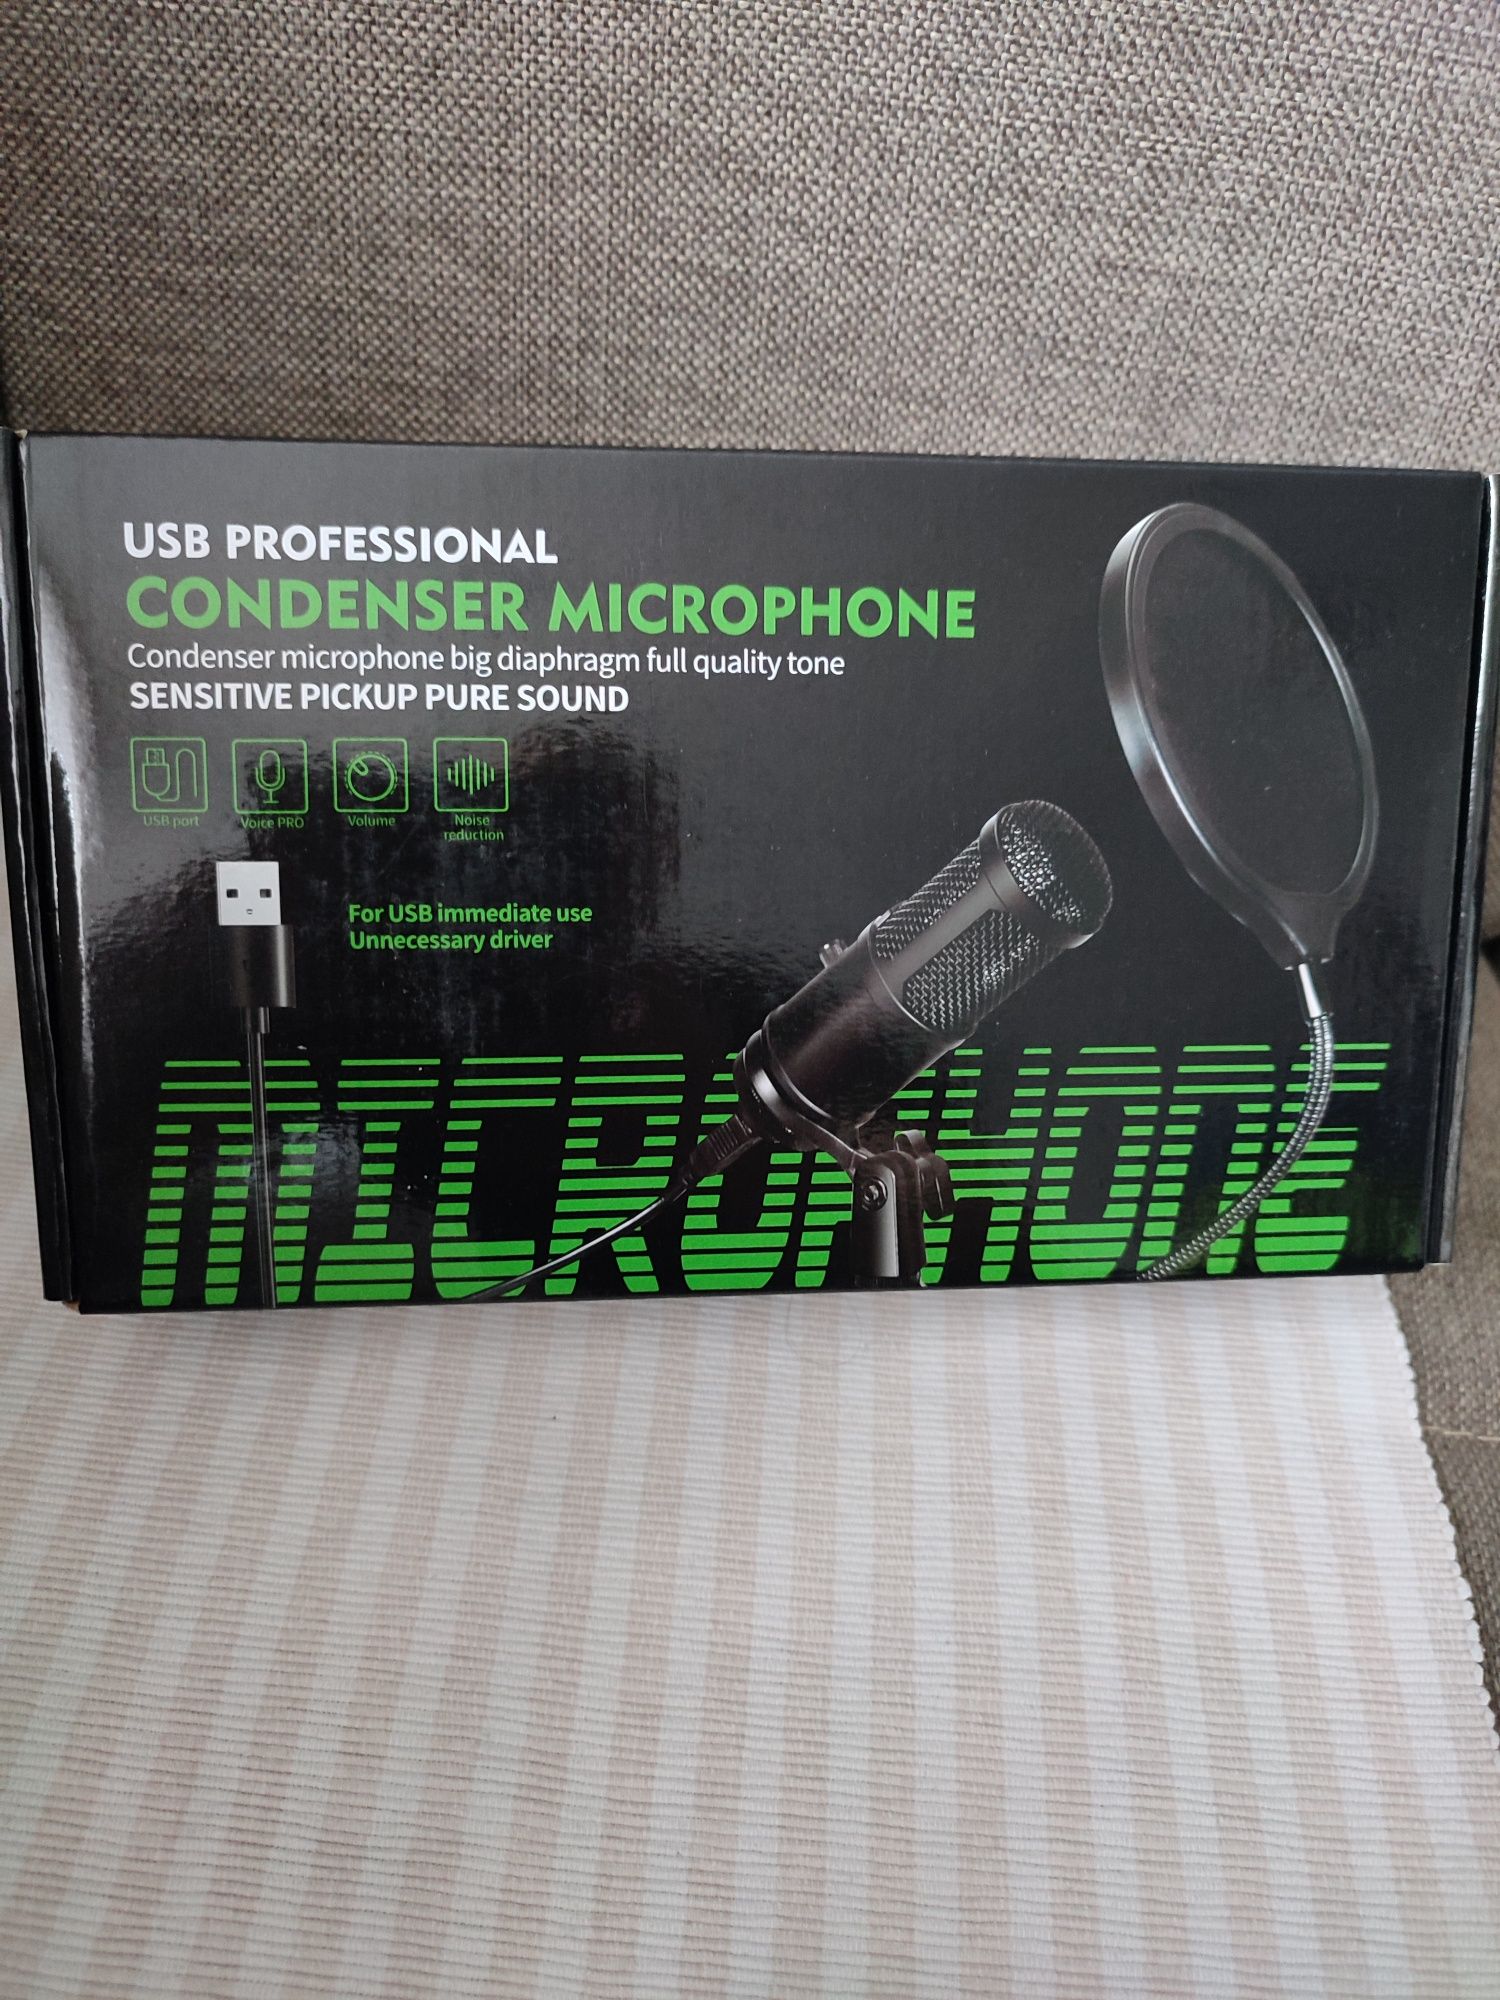 USB PROFESSIONAL
CONDENSER MICROPHONE
Condenser microphone big diaphragm full quality tone
SENSITIVE PICKUP PURE SOUND
USB port
Voice PRO
Volume
Noise
reduction
For USB immediate use
Unnecessary driver
MICROPHONE